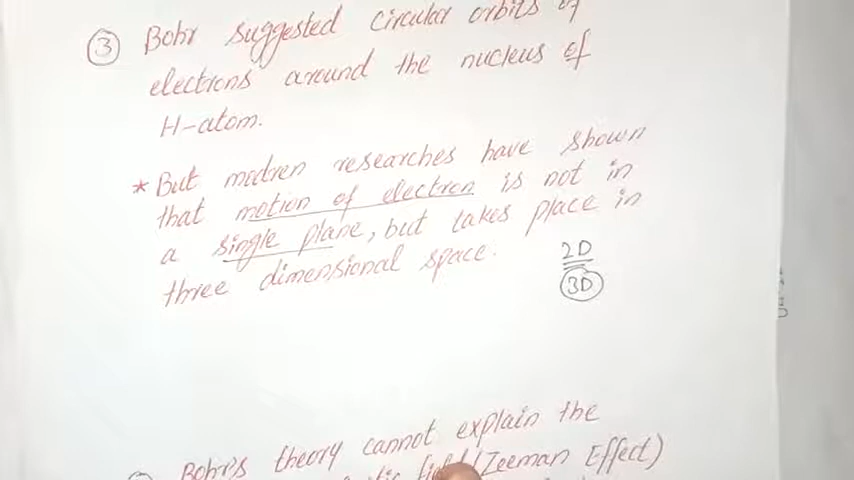 ③ Bohr suggested circular orbits of
electrons around the nucleus of
H-atom.
* But modren researches have shown
that motion of electron is not in
a single plane, but takes place in
three dimensional space.
2D
3D
Bohr's theory cannot explain the
(Zeeman Effect)